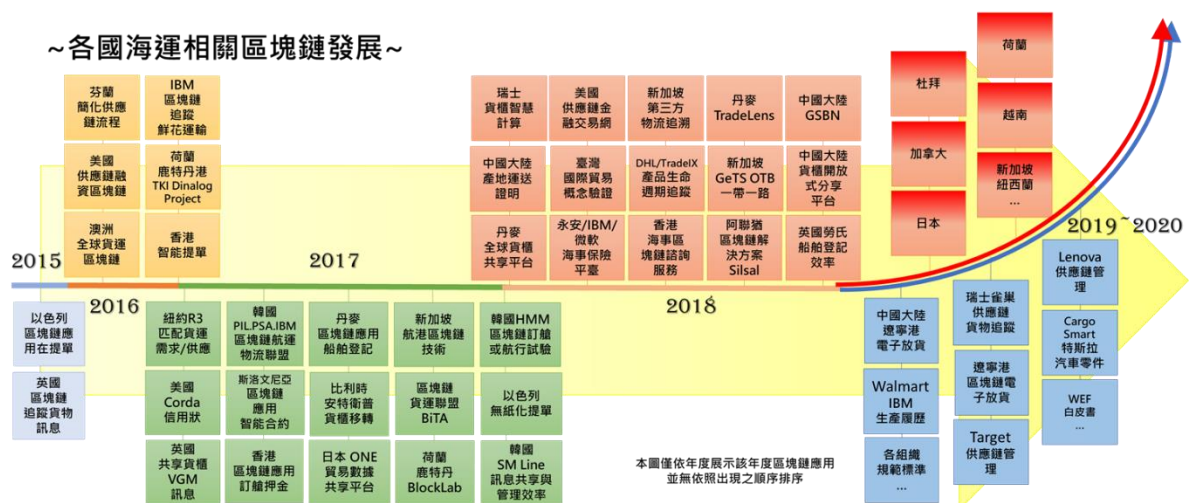 ~各國海運相關區塊鏈發展~
芬蘭
簡化供應
鏈流程
IBM
區塊鏈
追蹤
鮮花運輸
美國
供應鏈融
資區塊鏈
荷蘭
鹿特丹港
TKI Dinalog
Project
澳洲
全球貨運
區塊鏈
香港
智能提單
瑞士
貨櫃智慧
計算
美國
供應鏈金
融交易網
新加坡
第三方
物流追溯
丹麥
TradeLens
中國大陸
GSBN
中國大陸
產地運送
證明
臺灣
國際貿易
概念驗證
DHL/TradeIX
產品生命
週期追蹤
新加坡
GeTS OTB
一帶一路
中國大陸
貨櫃開放
式分享
平台
丹麥
全球貨櫃
共享平台
永安/IBM/
微軟
海事保險
平臺
香港
海事區
塊鏈諮詢
服務
阿聯猶
區塊鏈解
決方案
Silsal
英國勞氏
船舶登記
效率
杜拜
加拿大
日本
荷蘭
越南
新加坡
紐西蘭
...
2015
2016
2017
2018
2019~2020
以色列
區塊鏈應
用在提單
英國
區塊鏈
追蹤貨物
訊息
紐約R3
匹配貨運
需求/供應
美國
Corda
信用狀
英國
共享貨櫃
VGM
訊息
韓國
PIL.PSA.IBM
區塊鏈航運
物流聯盟
斯洛文尼亞
區塊鏈
應用
智能合約
香港
區塊鏈應用
訂艙押金
丹麥
區塊鏈應用
船舶登記
比利時
安特衛普
貨櫃移轉
日本 ONE
貿易數據
共享平台
新加坡
航港區塊鏈
技術
區塊鏈
貨運聯盟
BiTA
荷蘭
鹿特丹
BlockLab
韓國HMM
區塊鏈訂艙
或航行試驗
以色列
無紙化提單
韓國
SM Line
訊息共享與
管理效率
中國大陸
遼寧港
電子放貨
Walmart
IBM
生產履歷
各組織
規範標準
...
瑞士雀巢
供應鏈
貨物追蹤
遼寧港
區塊鏈電
子放貨
Target
供應鏈管
理
Lenova
供應鏈管
理
Cargo
Smart
特斯拉
汽車零件
WEF
白皮書
...
本圖僅依年度展示該年度區塊鏈應用
並無依照出現之順序排序